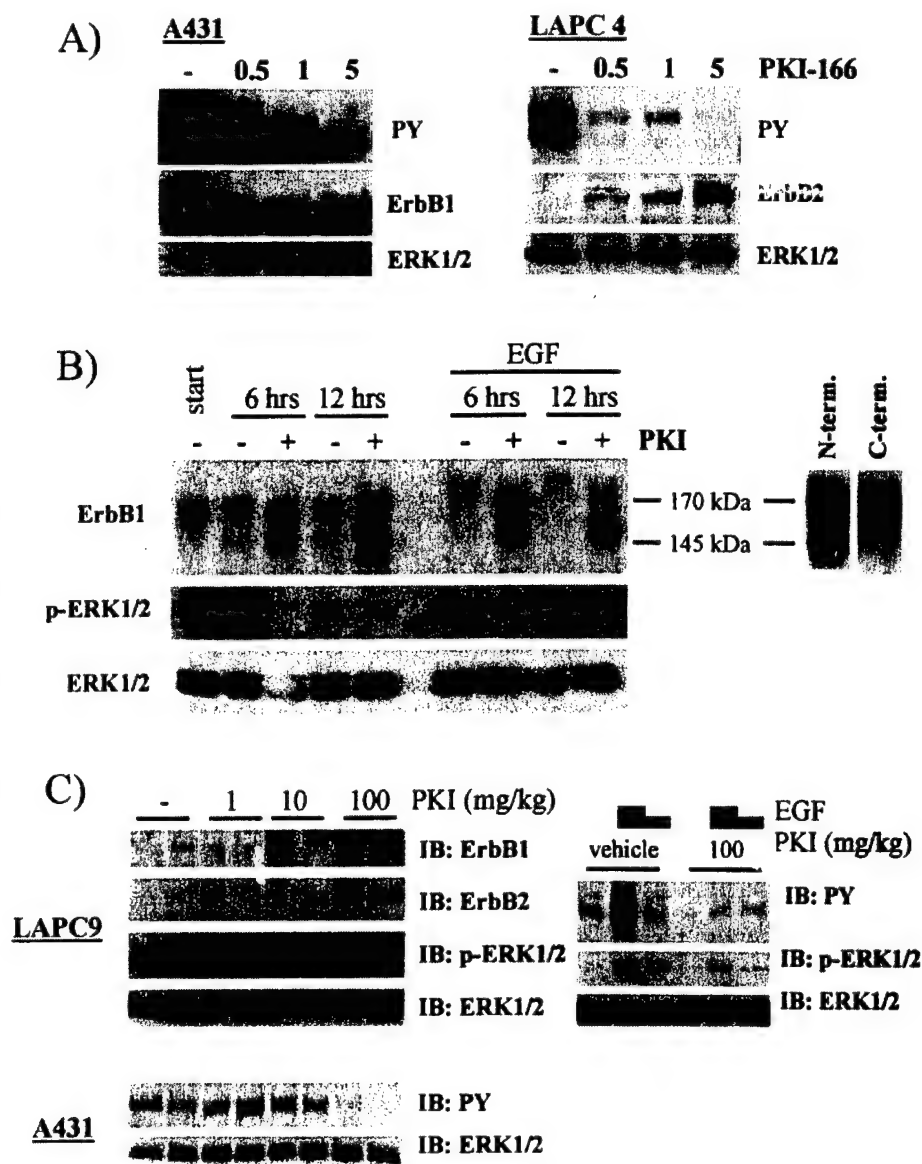 A)
A431
- 0.5 1 5
PY
ErbB1
ERK1/2
LAPC 4
- 0.5 1 5 PKI-166
PY
ErbB2
ERK1/2
B)
EGF
start 6 hrs 12 hrs 6 hrs 12 hrs
- - + - + - + - + PKI
ErbB1
170 kDa
145 kDa
N-term.
C-term.
p-ERK1/2
ERK1/2
C)
- 1 10 100 PKI (mg/kg)
LAPC9
IB: ErbB1
IB: ErbB2
IB: p-ERK1/2
IB: ERK1/2
EGF
vehicle 100 PKI (mg/kg)
IB: PY
IB: p-ERK1/2
IB: ERK1/2
A431
IB: PY
IB: ERK1/2